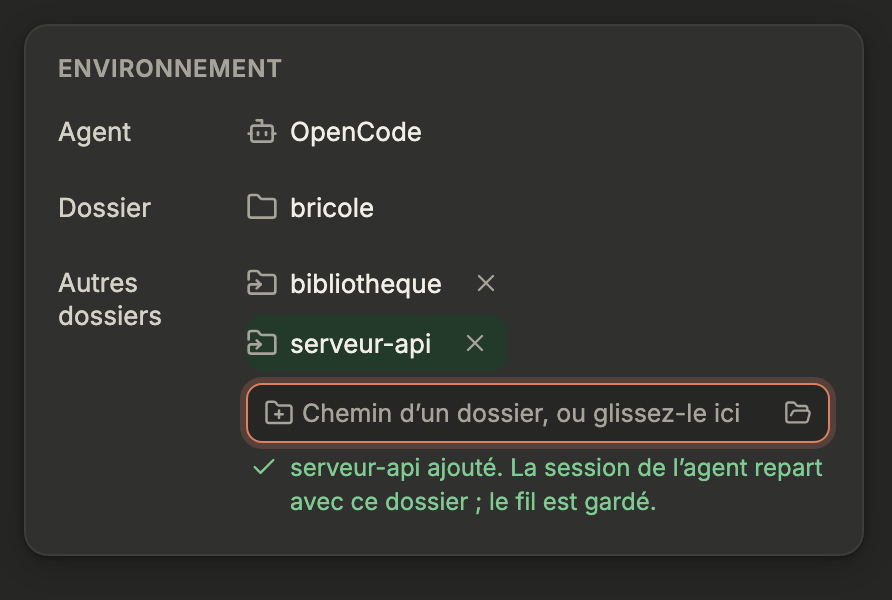 ENVIRONNEMENT
Agent OpenCode
Dossier bricole
Autres dossiers bibliotheque
serveur-api
Chemin d’un dossier, ou glissez-le ici
serveur-api ajouté. La session de l’agent repart
avec ce dossier ; le fil est gardé.